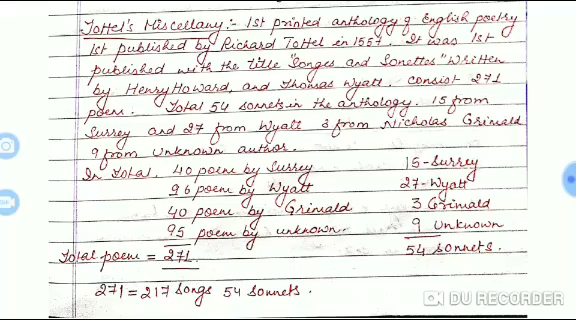 Tottel's Miscellany :- 1st printed anthology of English poetry
1st published by Richard Tottel in 1557. It was 1st
published with the title "Songes and Sonettes" Written
by Henry Howard, and Thomas Wyatt. consist 271
poem. Total 54 sonnets in the anthology. 15 from
Surrey and 27 from Wyatt 3 from Nicholas Grimald
9 from unknown author.
In total, 40 poem by Surrey 15 - Surrey
96 poem by Wyatt 27 - Wyatt
40 poem by Grimald 3 Grimald
95 poem by unknown. 9 Unknown
Total poem = 271 54 sonnets.
271 = 217 songs 54 sonnets.
DU RECORDER